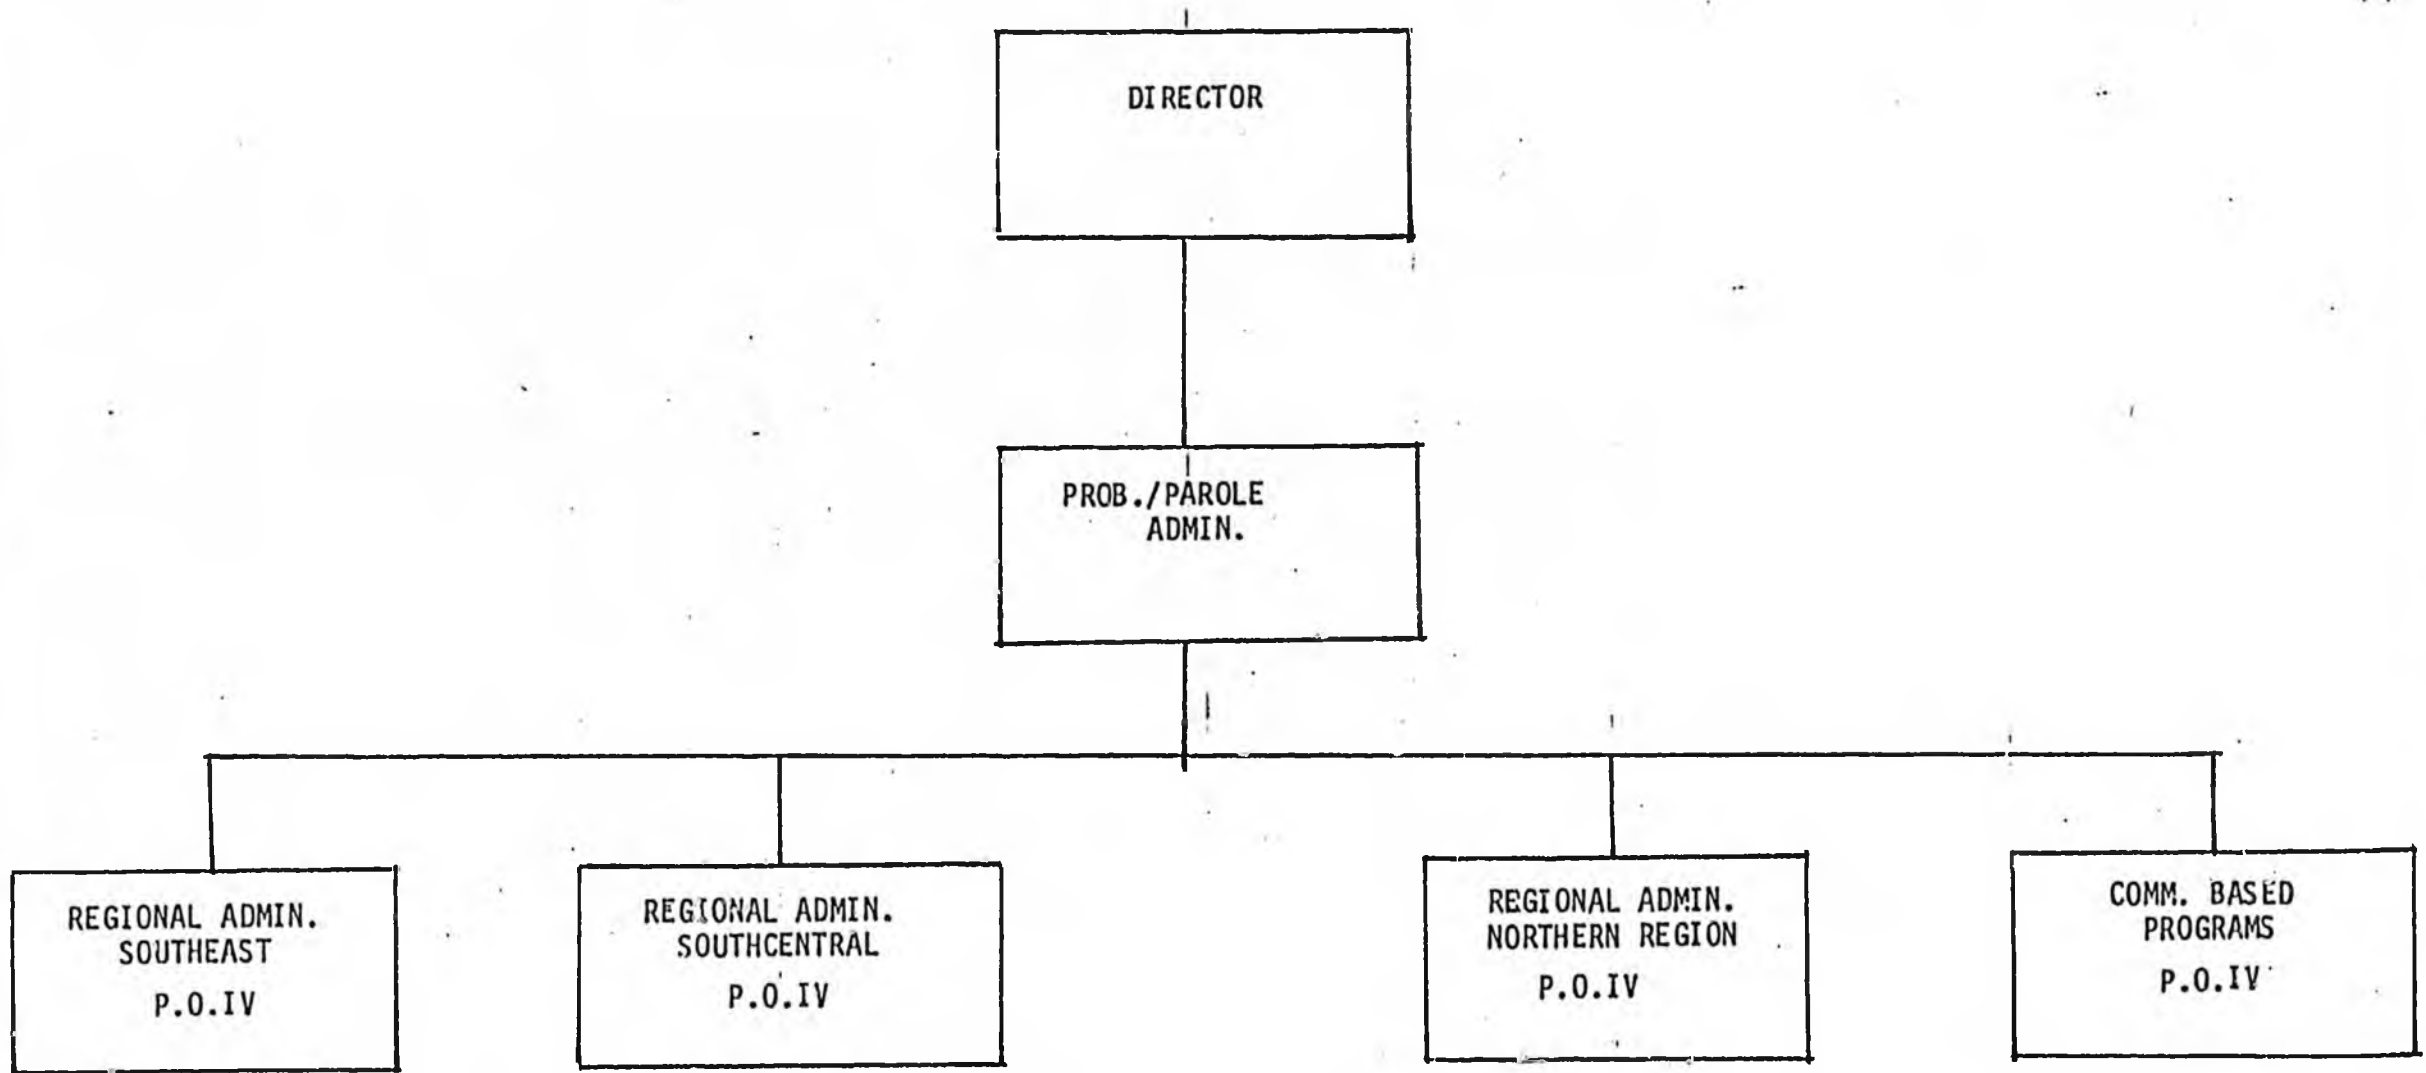 DIRECTOR
PROB./PAROLE
ADMIN.
REGIONAL ADMIN.
SOUTHEAST
P.O.IV
REGIONAL ADMIN.
SOUTHCENTRAL
P.O.IV
REGIONAL ADMIN.
NORTHERN REGION
P.O.IV
COMM. BASED
PROGRAMS
P.O.IV